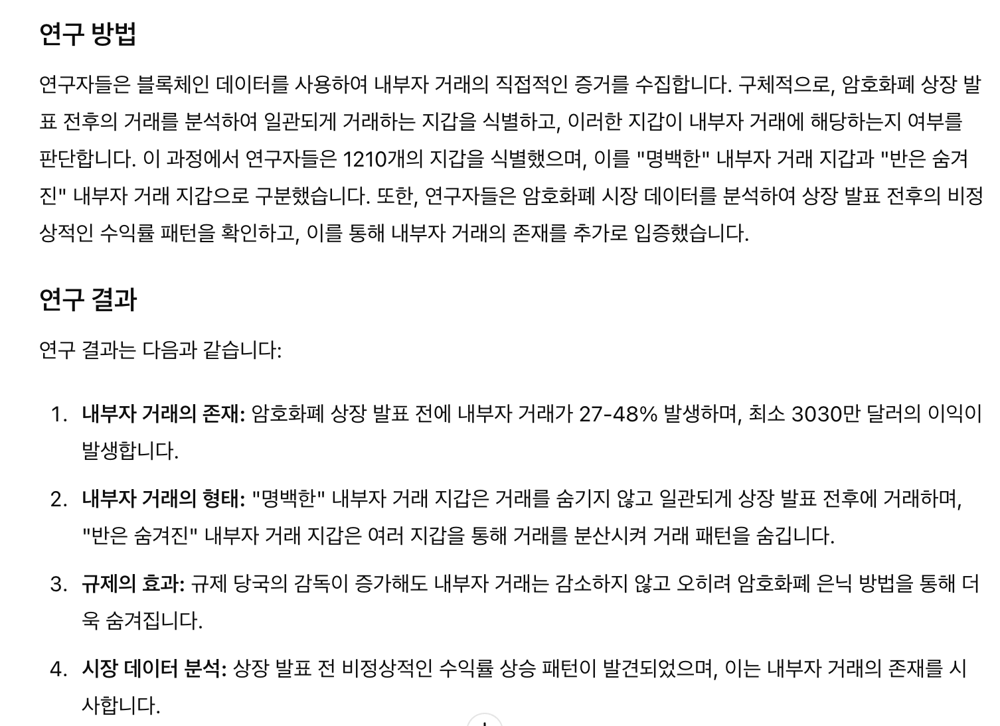 연구 방법
연구자들은 블록체인 데이터를 사용하여 내부자 거래의 직접적인 증거를 수집합니다. 구체적으로, 암호화폐 상장 발
표 전후의 거래를 분석하여 일관되게 거래하는 지갑을 식별하고, 이러한 지갑이 내부자 거래에 해당하는지 여부를
판단합니다. 이 과정에서 연구자들은 1210개의 지갑을 식별했으며, 이를 "명백한" 내부자 거래 지갑과 "반은 숨겨
진" 내부자 거래 지갑으로 구분했습니다. 또한, 연구자들은 암호화폐 시장 데이터를 분석하여 상장 발표 전후의 비정
상적인 수익률 패턴을 확인하고, 이를 통해 내부자 거래의 존재를 추가로 입증했습니다.
연구 결과
연구 결과는 다음과 같습니다:
1. 내부자 거래의 존재: 암호화폐 상장 발표 전에 내부자 거래가 27-48% 발생하며, 최소 3030만 달러의 이익이
발생합니다.
2. 내부자 거래의 형태: "명백한" 내부자 거래 지갑은 거래를 숨기지 않고 일관되게 상장 발표 전후에 거래하며,
"반은 숨겨진" 내부자 거래 지갑은 여러 지갑을 통해 거래를 분산시켜 거래 패턴을 숨깁니다.
3. 규제의 효과: 규제 당국의 감독이 증가해도 내부자 거래는 감소하지 않고 오히려 암호화폐 은닉 방법을 통해 더
욱 숨겨집니다.
4. 시장 데이터 분석: 상장 발표 전 비정상적인 수익률 상승 패턴이 발견되었으며, 이는 내부자 거래의 존재를 시
사합니다.